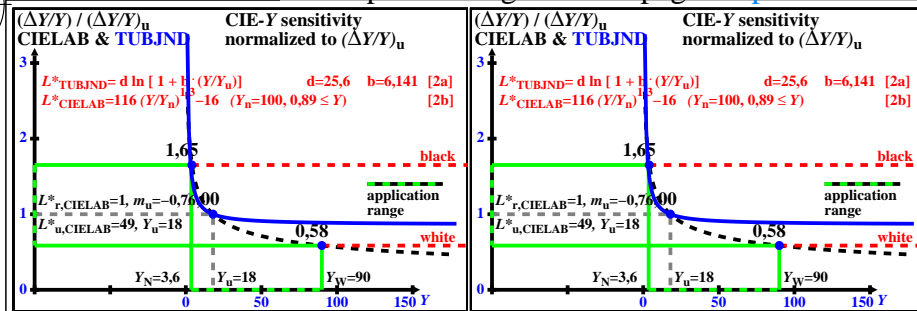 (ΔY/Y) / (ΔY/Y)u
CIELAB & TUBJND
CIE-Y sensitivity
normalized to (ΔY/Y)u
3
L*TUBJND= d ln [ 1 + b (Y/Yu)] d=25,6 b=6,141 [2a]
L*CIELAB=116 (Y/Yn)1/3−16 (Yn=100, 0,89 ≤ Y) [2b]
2
1,65
black
L*r,CIELAB=1, mu=−0,76
application
range
1
L*u,CIELAB=49, Yu=18
0,58
white
YN=3,6
Yu=18
YW=90
0
0 50 100 150 Y
(ΔY/Y) / (ΔY/Y)u
CIELAB & TUBJND
CIE-Y sensitivity
normalized to (ΔY/Y)u
3
L*TUBJND= d ln [ 1 + b (Y/Yu)] d=25,6 b=6,141 [2a]
L*CIELAB=116 (Y/Yn)1/3−16 (Yn=100, 0,89 ≤ Y) [2b]
2
1,65
black
L*r,CIELAB=1, mu=−0,76
application
range
1
L*u,CIELAB=49, Yu=18
0,58
white
YN=3,6
Yu=18
YW=90
0
0 50 100 150 Y